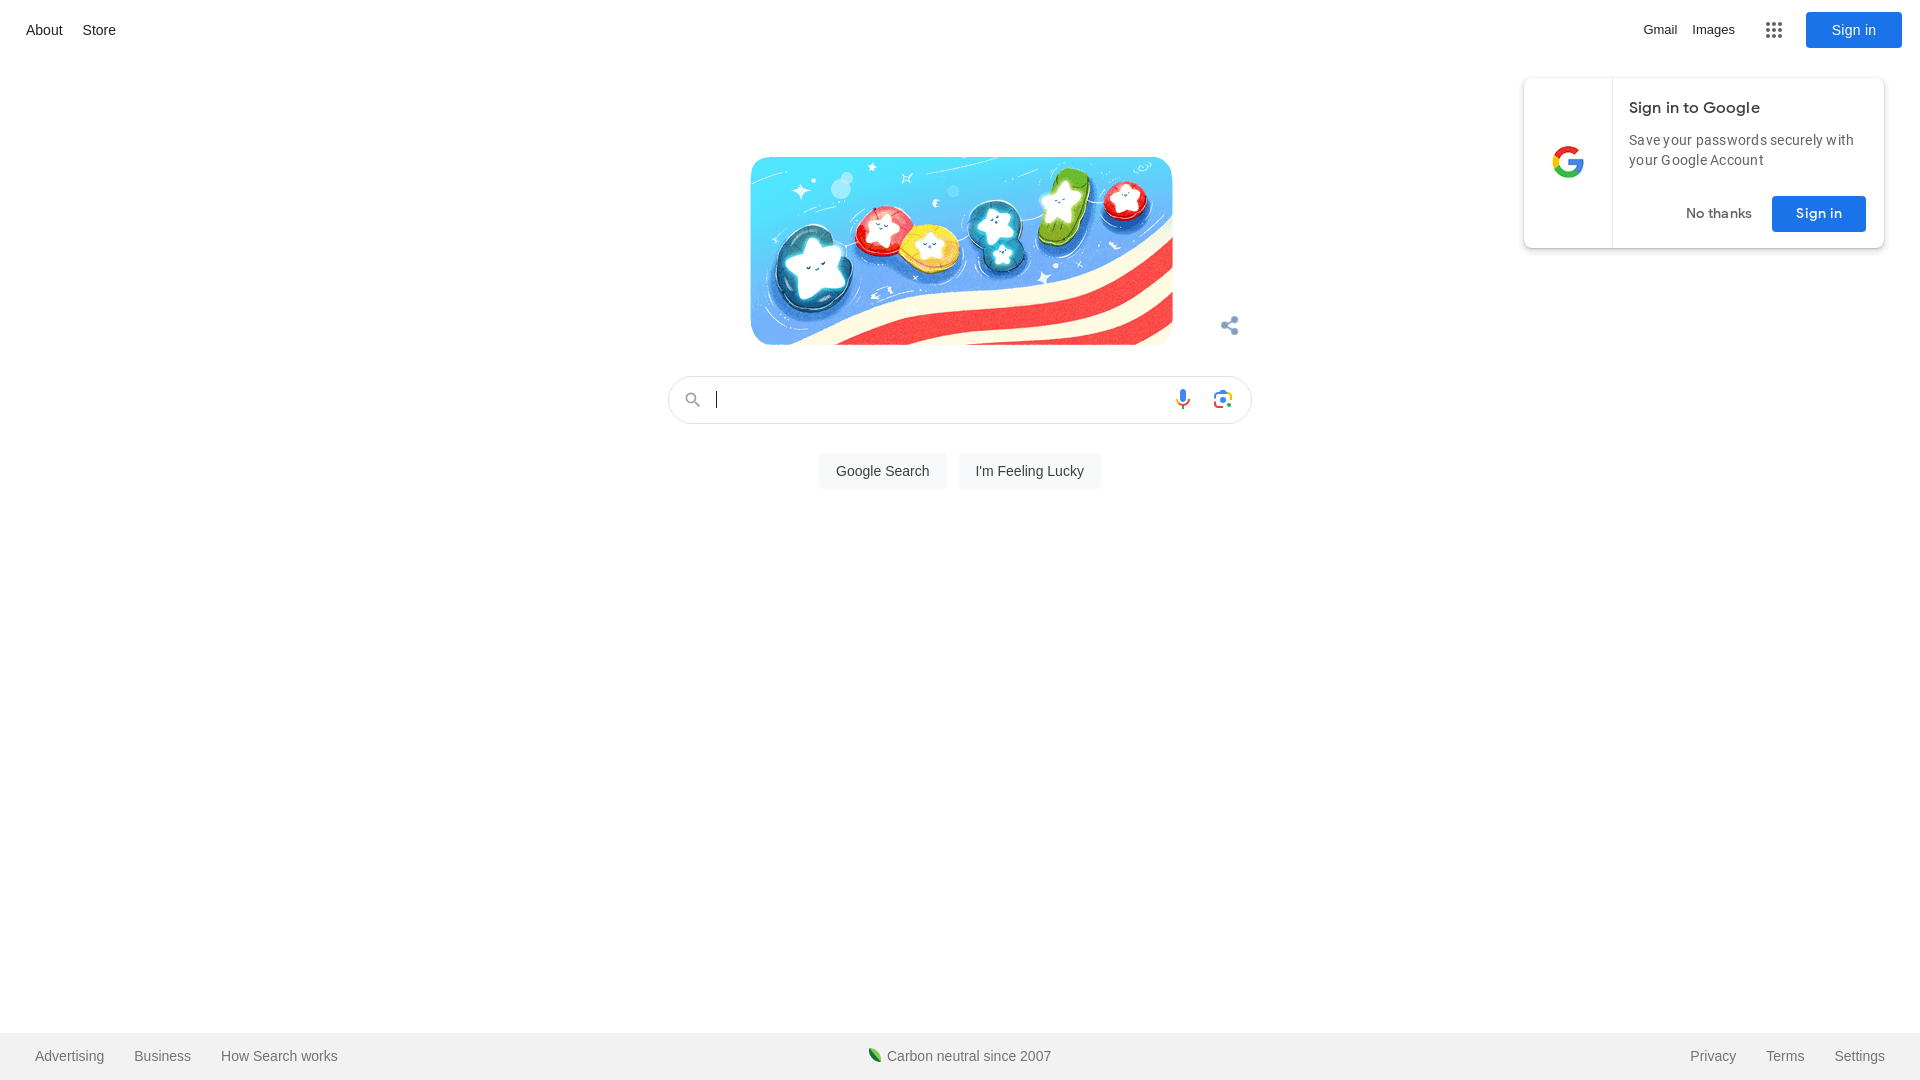 About
Store
Gmail
Images
Sign in
Sign in to Google
Save your passwords securely with
your Google Account
No thanks
Sign in
Google Search
I'm Feeling Lucky
Advertising
Business
How Search works
Carbon neutral since 2007
Privacy
Terms
Settings